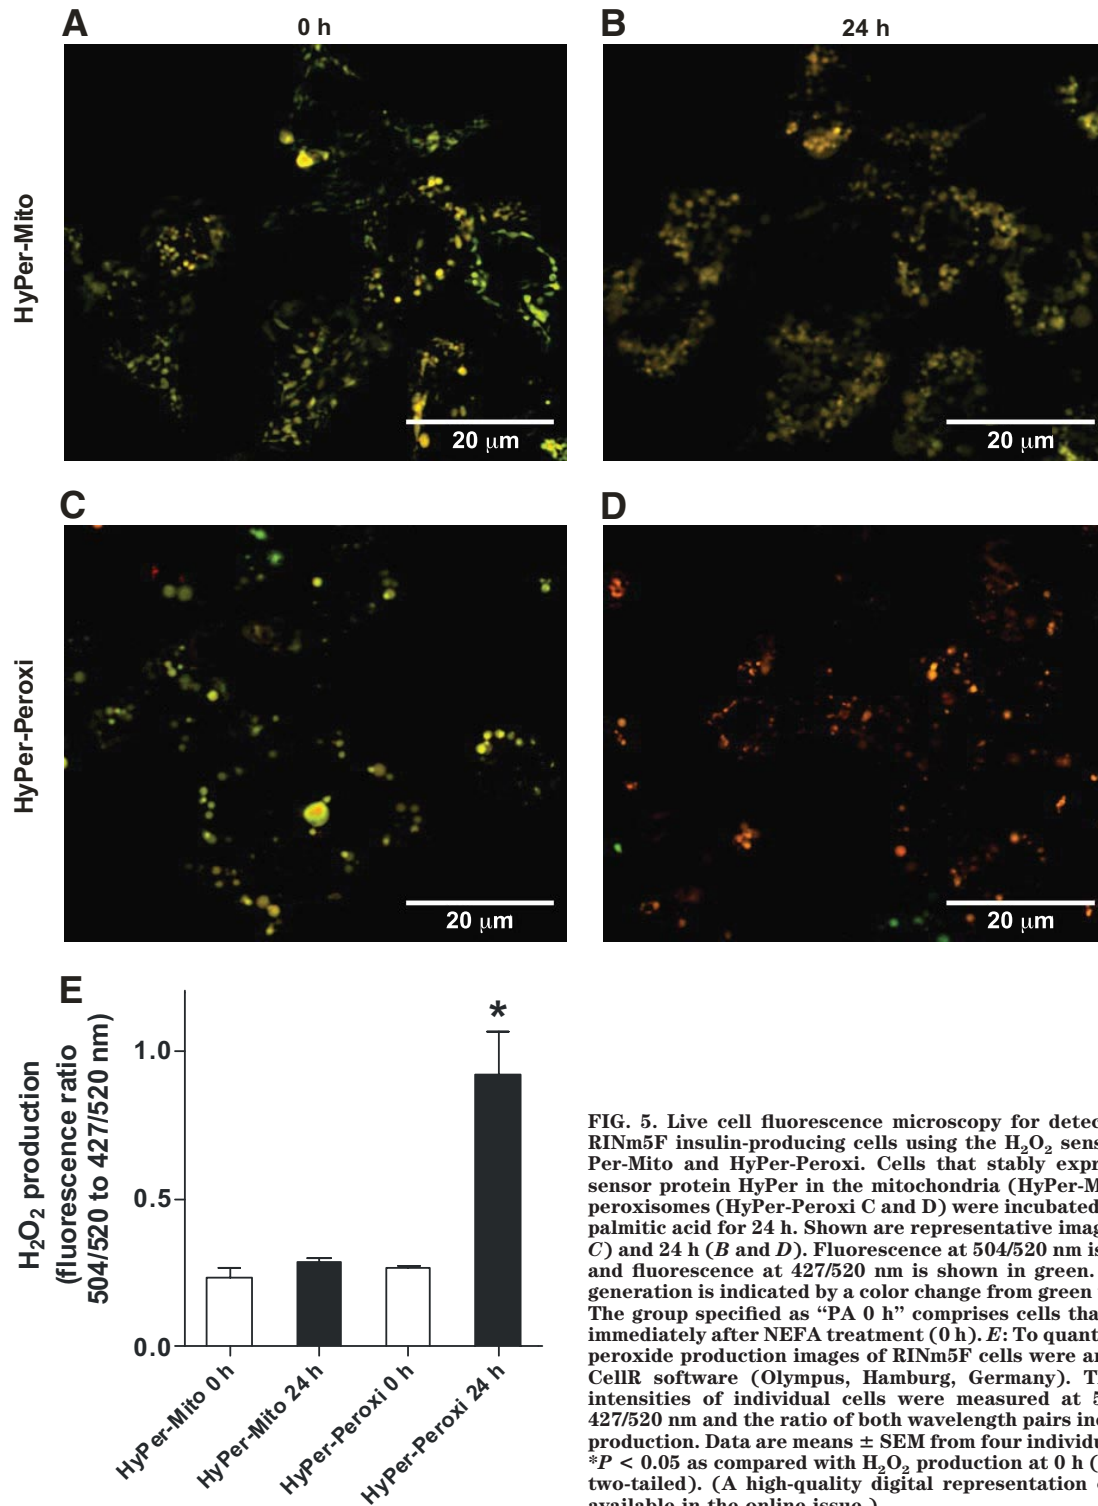 A
0 h
B
24 h
HyPer-Mito
20 μm
20 μm
C
D
HyPer-Peroxi
20 μm
20 μm
E
H2O2 production
(fluorescence ratio
504/520 to 427/520 nm)
1.0
0.5
0.0
*
HyPer-Mito 0 h
HyPer-Mito 24 h
HyPer-Peroxi 0 h
HyPer-Peroxi 24 h
FIG. 5. Live cell fluorescence microscopy for detec
RINm5F insulin-producing cells using the H2O2 sens
Per-Mito and HyPer-Peroxi. Cells that stably expr
sensor protein HyPer in the mitochondria (HyPer-M
peroxisomes (HyPer-Peroxi C and D) were incubated
palmitic acid for 24 h. Shown are representative imag
C) and 24 h (B and D). Fluorescence at 504/520 nm is
and fluorescence at 427/520 nm is shown in green.
generation is indicated by a color change from green
The group specified as “PA 0 h” comprises cells tha
immediately after NEFA treatment (0 h). E: To quant
peroxide production images of RINm5F cells were an
CellR software (Olympus, Hamburg, Germany). T
intensities of individual cells were measured at 5
427/520 nm and the ratio of both wavelength pairs in
production. Data are means ± SEM from four individu
*P < 0.05 as compared with H2O2 production at 0 h (
two-tailed). (A high-quality digital representation
available in the online issue.)